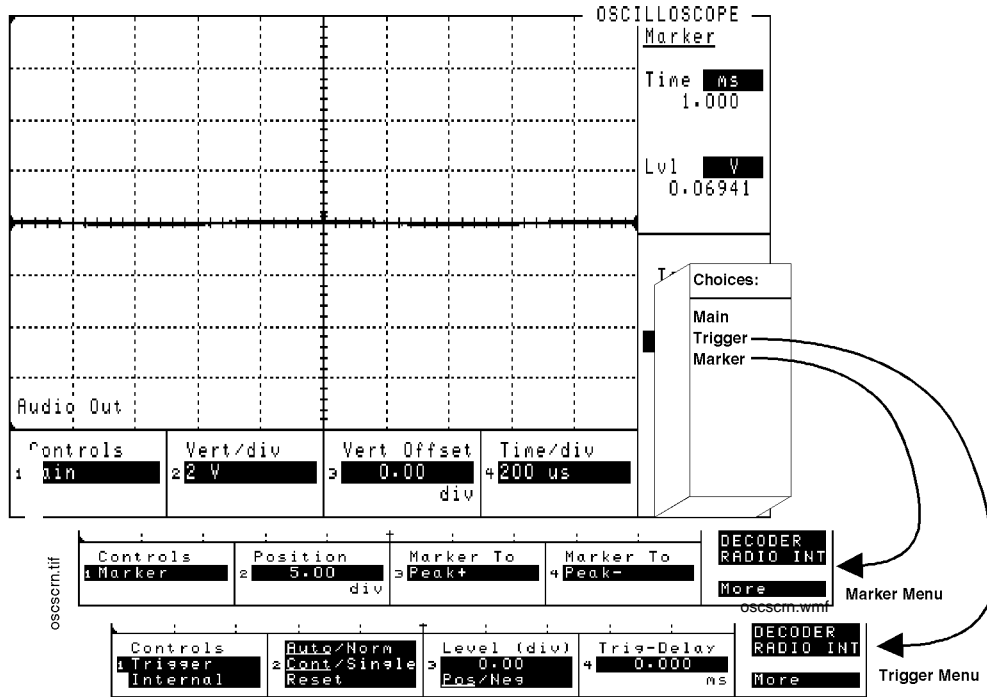 OSCILLOSCOPE
Marker
Time ms
1.000
Lvl V
0.06941
Choices:
Main
Trigger
Marker
Audio Out
Controls
1 ain
Vert/div
2 2 V
Vert Offset
3 0.00
div
Time/div
4 200 us
oscscrn.tif
Controls
1 Marker
Position
2 5.00
div
Marker To
3 Peak+
Marker To
4 Peak-
DECODER
RADIO INT
More
oscscrn.wmf
Marker Menu
Controls
1 Trigger
Internal
Auto/Norm
2 Cont/Single
Reset
Level (div)
3 0.00
Pos/Neg
Trig-Delay
4 0.000
ms
DECODER
RADIO INT
More
Trigger Menu